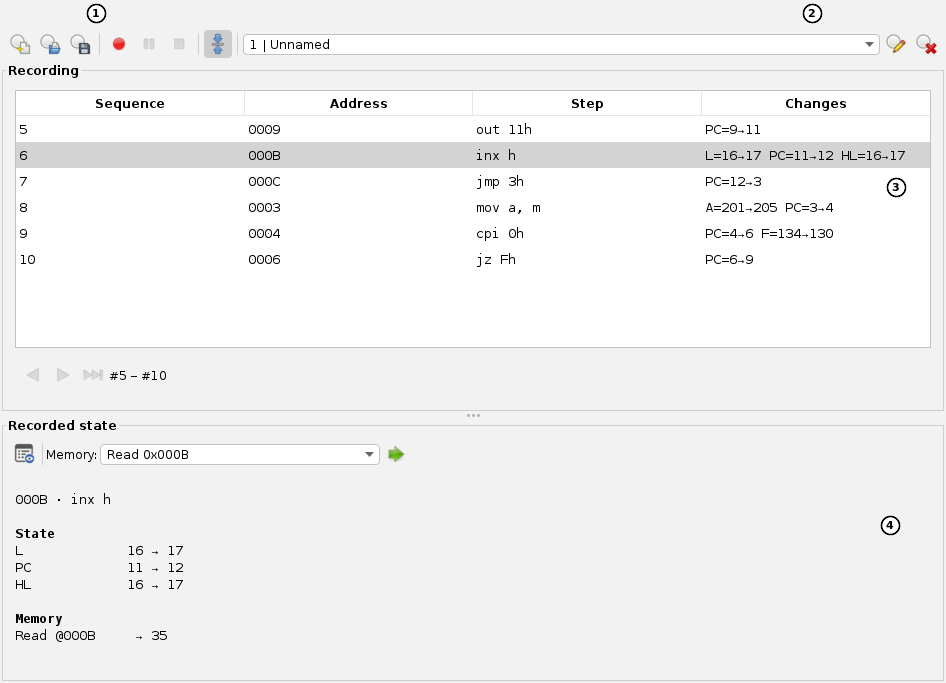 1 2
1 | Unnamed
Recording
Sequence Address Step Changes
5 0009 out 11h PC=9→11
6 000B inx h L=16→17 PC=11→12 HL=16→17
7 000C jmp 3h PC=12→3
3
8 0003 mov a, m A=201→205 PC=3→4
9 0004 cpi 0h PC=4→6 F=134→130
10 0006 jz Fh PC=6→9
#5 – #10
Recorded state
Memory: Read 0x000B
000B · inx h
4
State
L 16 → 17
PC 11 → 12
HL 16 → 17
Memory
Read @000B → 35